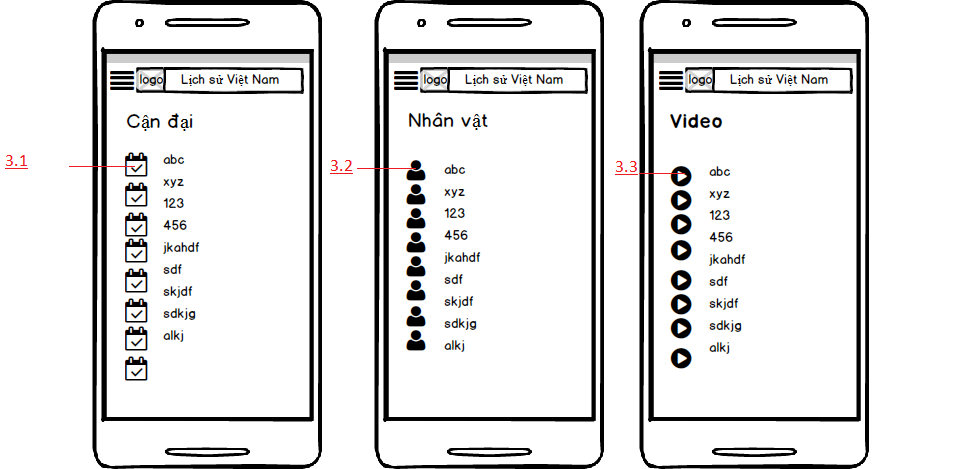 logo Lịch sử Việt Nam
Cận đại
3.1
abc
xyz
123
456
jkahdf
sdf
skjdf
sdkjg
alkj
logo Lịch sử Việt Nam
Nhân vật
3.2
abc
xyz
123
456
jkahdf
sdf
skjdf
sdkjg
alkj
logo Lịch sử Việt Nam
Video
3.3
abc
xyz
123
456
jkahdf
sdf
skjdf
sdkjg
alkj